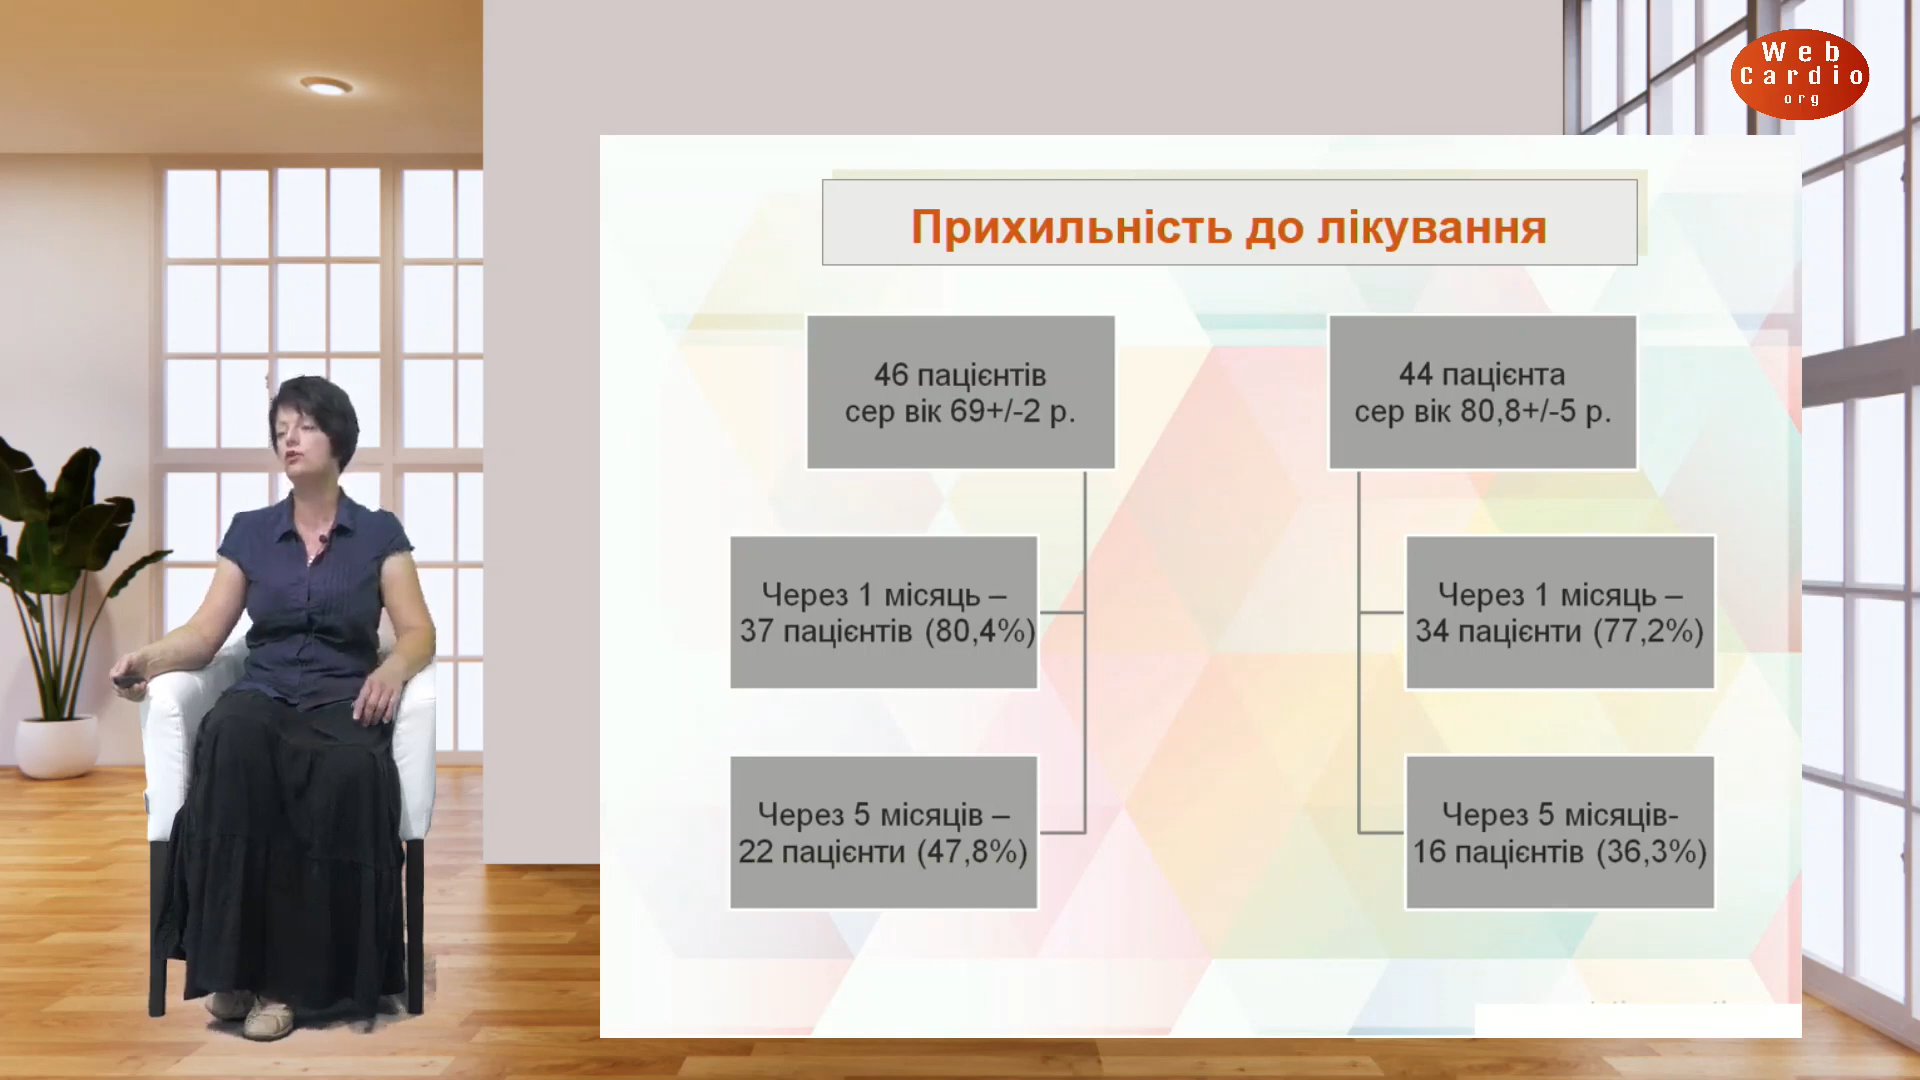 Web
Cardio
org
Прихильність до лікування
46 пацієнтів
сер вік 69+/-2 р.
44 пацієнта
сер вік 80,8+/-5 р.
Через 1 місяць –
37 пацієнтів (80,4%)
Через 1 місяць –
34 пацієнти (77,2%)
Через 5 місяців –
22 пацієнти (47,8%)
Через 5 місяців-
16 пацієнтів (36,3%)